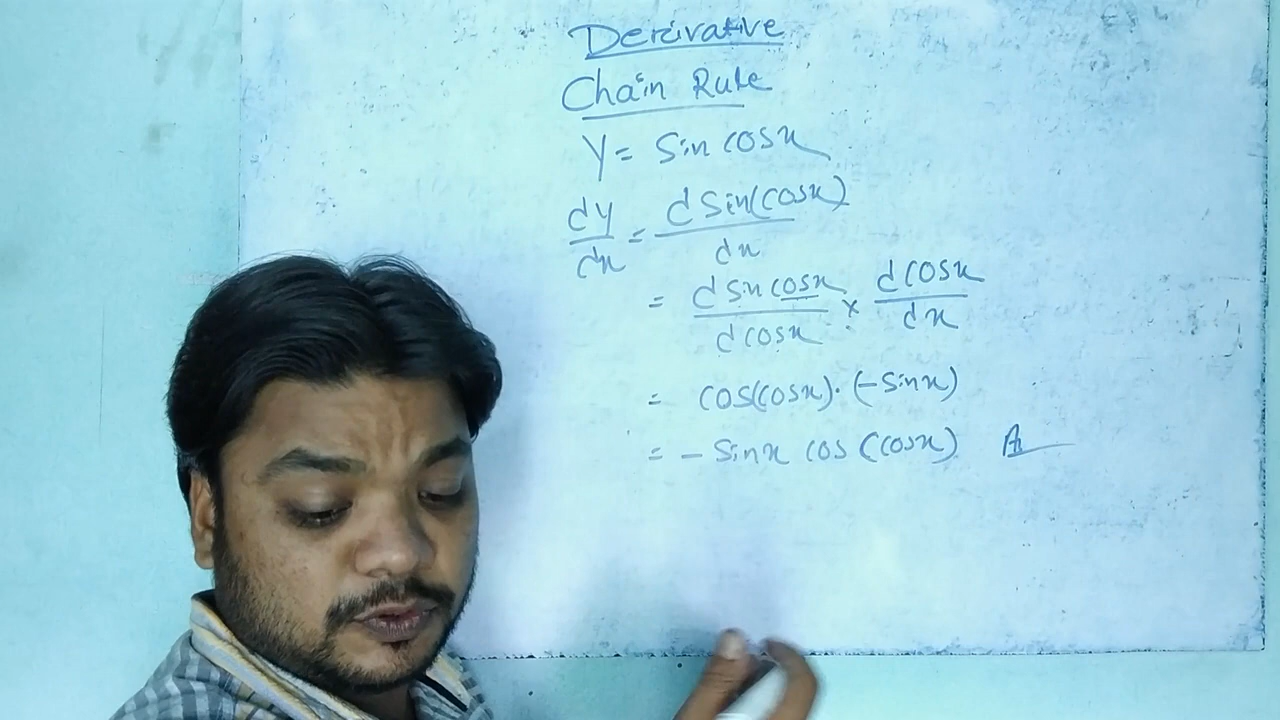 Derivative
Chain Rule
Y = Sin cosx
dy/dx = d Sin(cosx)/dx
= d sin cosx/d cosx × d cosx/dx
= cos(cosx)·(-sinx)
= - sinx cos (cosx)